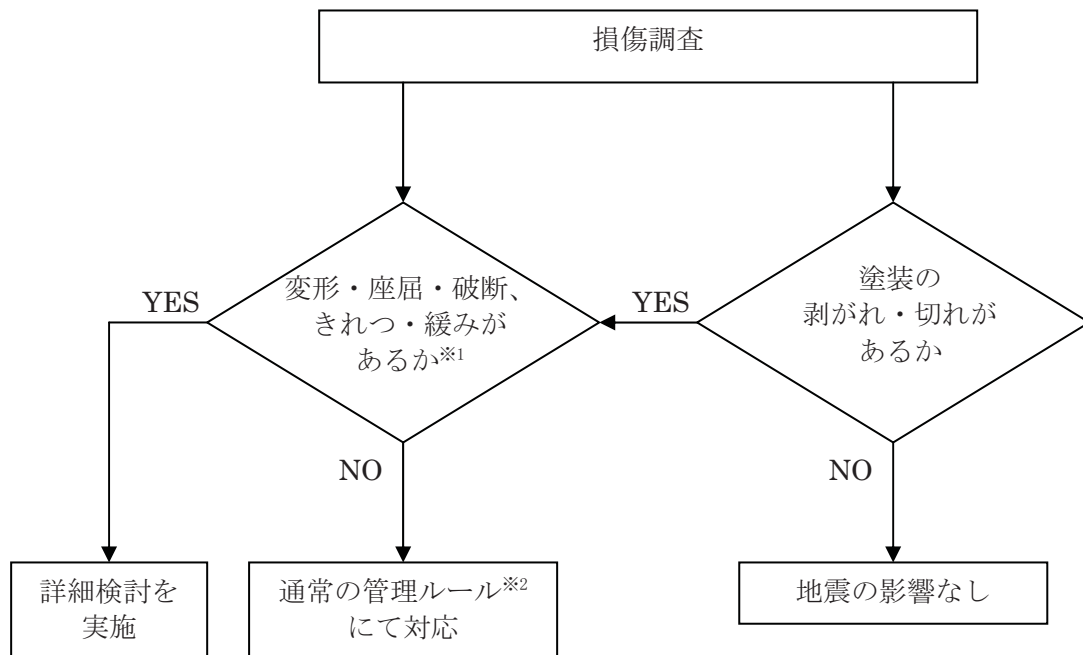 損傷調査
変形・座屈・破断、
きれつ・緩みが
あるか※1
YES
NO
塗装の
剥がれ・切れが
あるか
YES
NO
詳細検討を
実施
通常の管理ルール※2
にて対応
地震の影響なし